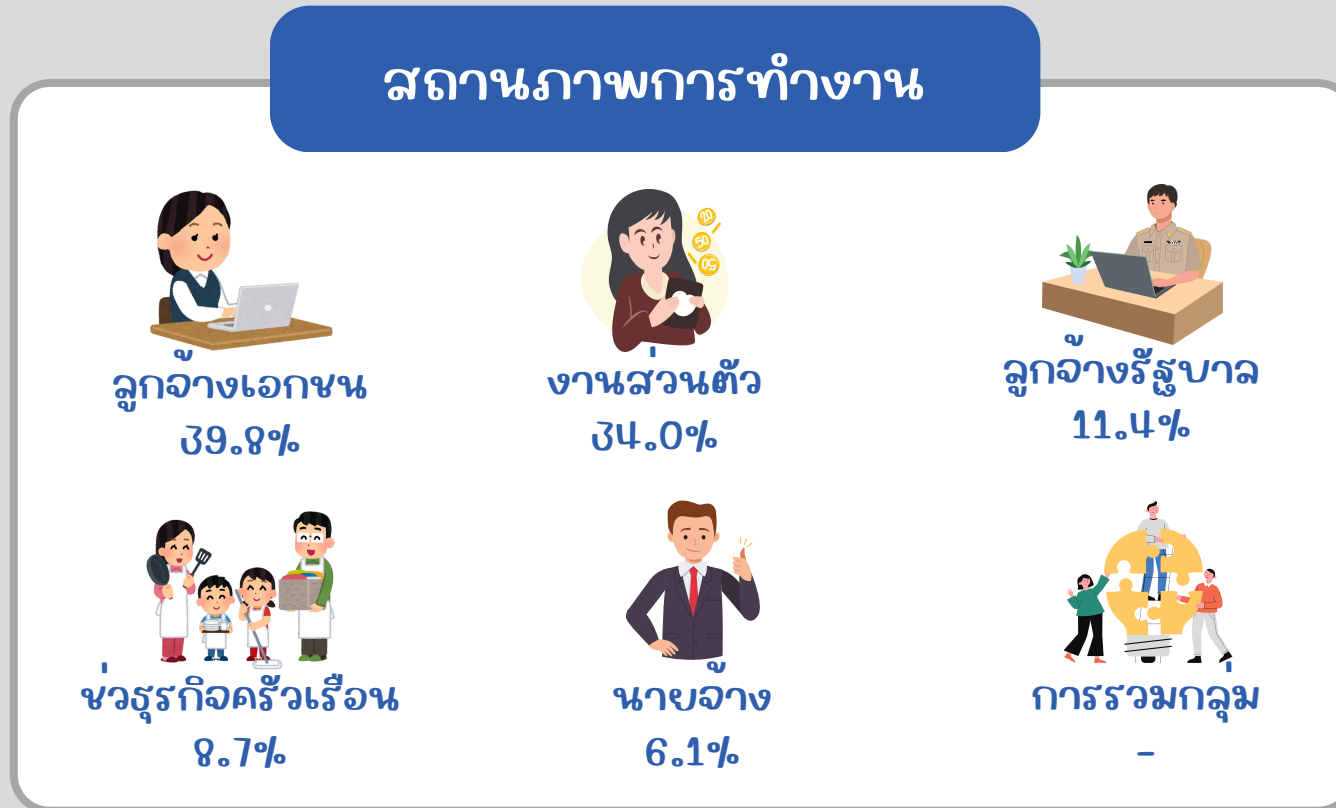 สถานภาพการทำงาน
20
50
50
ลูกจ้างเอกชน
39.8%
งานส่วนตัว
34.0%
ลูกจ้างรัฐบาล
11.4%
ช่วธุรกิจครัวเรือน
8.7%
นายจ้าง
6.1%
การรวมกลุ่ม
-